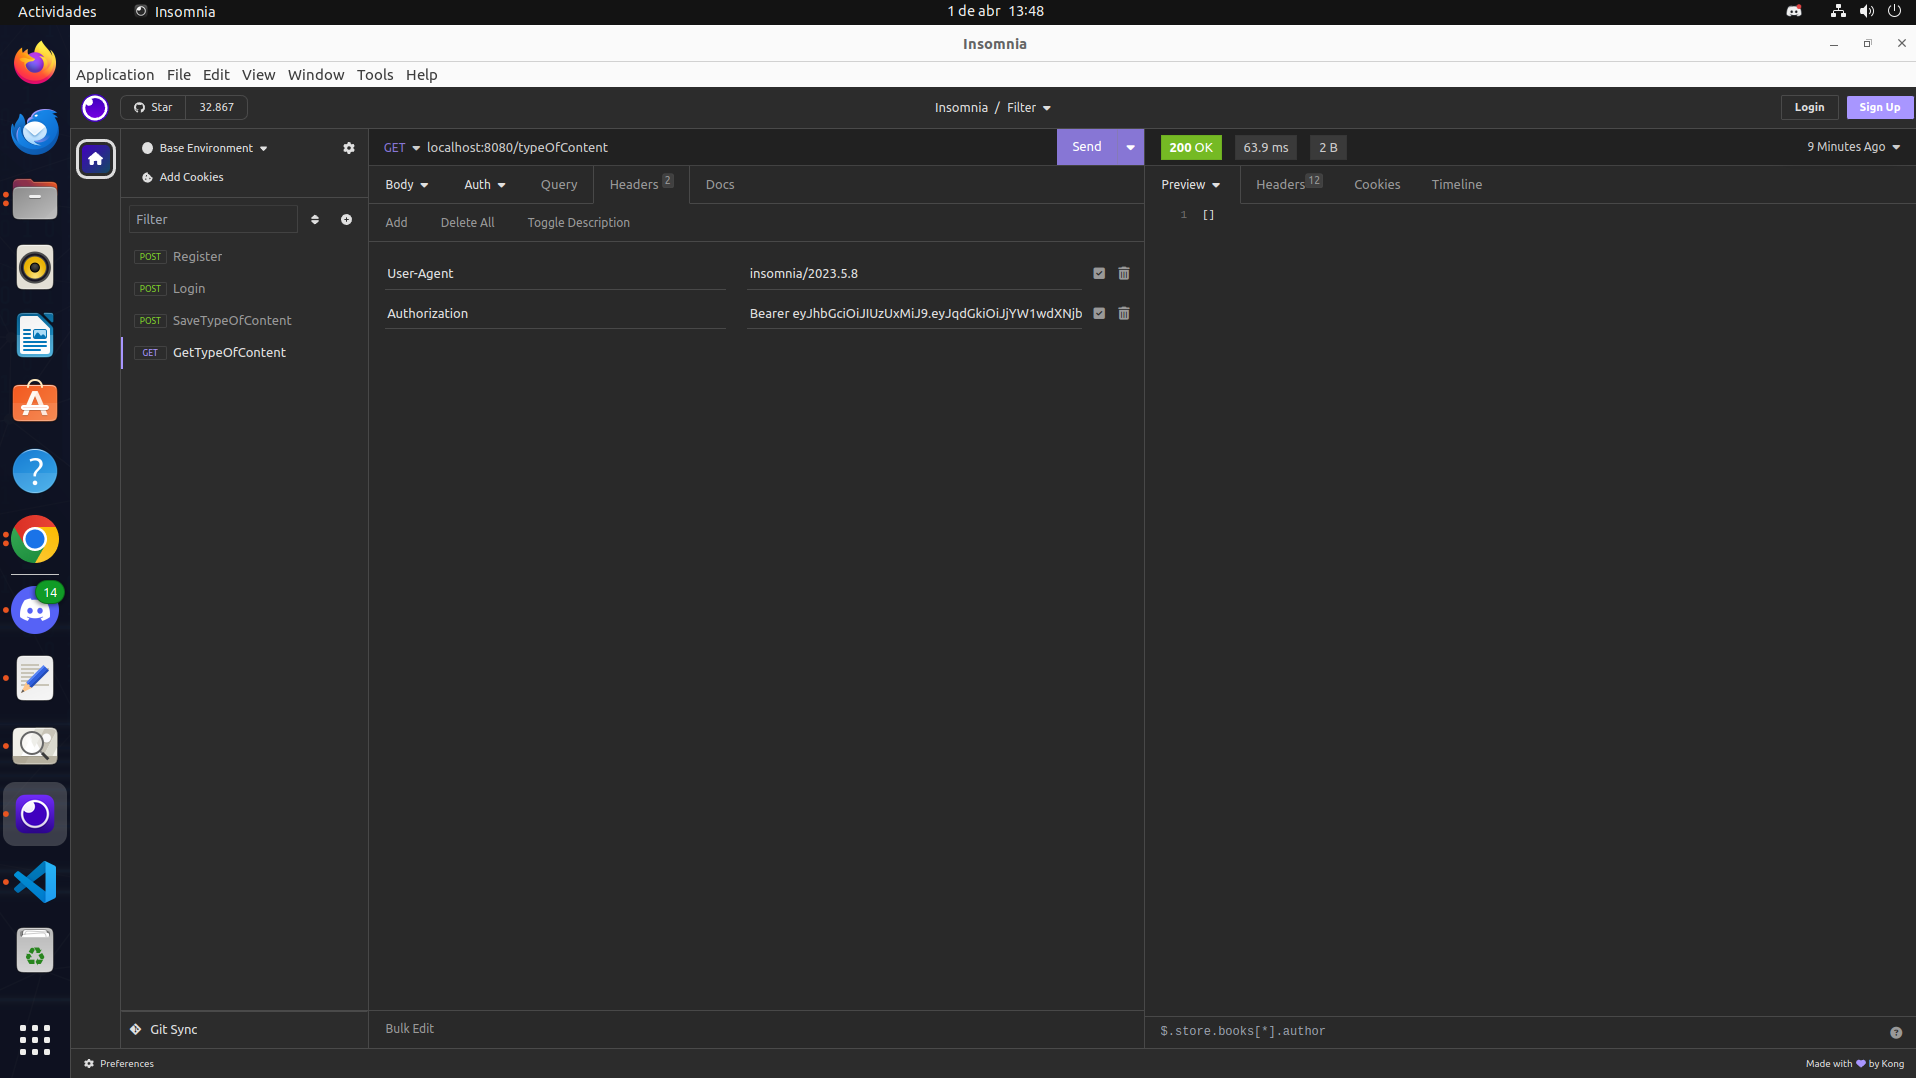 Actividades Insomnia 1 de abr 13:48
Insomnia
Application File Edit View Window Tools Help
Star 32.867 Insomnia / Filter Login Sign Up
Base Environment
Add Cookies
GET localhost:8080/typeOfContent Send 200 OK 63.9 ms 2 B 9 Minutes Ago
Body Auth Query Headers 2 Docs Preview Headers 12 Cookies Timeline
Filter
Add Delete All Toggle Description
1 []
POST Register
POST Login
POST SaveTypeOfContent
GET GetTypeOfContent
User-Agent insomnia/2023.5.8
Authorization Bearer eyJhbGciOiJIUzUxMiJ9.eyJqdGkiOiJjYW1wdXNjb
14
Git Sync
Bulk Edit
$.store.books[*].author
Preferences
Made with by Kong